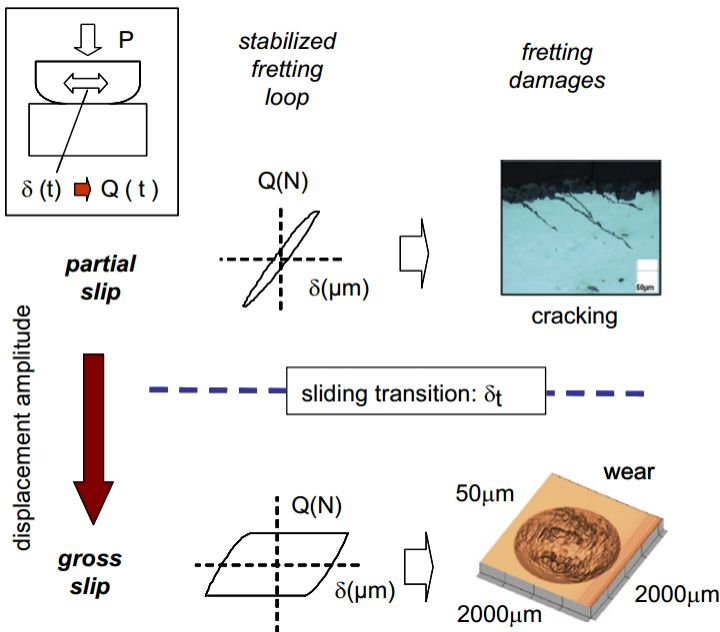 P
δ (t) Q ( t )
stabilized
fretting
loop
fretting
damages
displacement amplitude
partial
slip
Q(N)
δ(µm)
50µm
cracking
sliding transition: δt
gross
slip
Q(N)
δ(µm)
wear
50µm
2000µm
2000µm